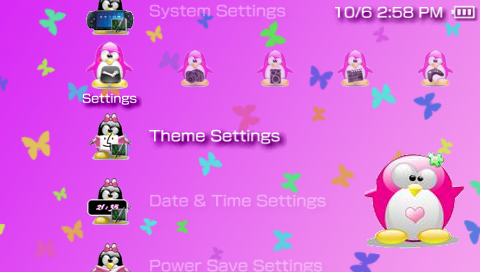 System Settings
10/6 2:58 PM
Settings
Theme Settings
Date & Time Settings
Power Save Settings